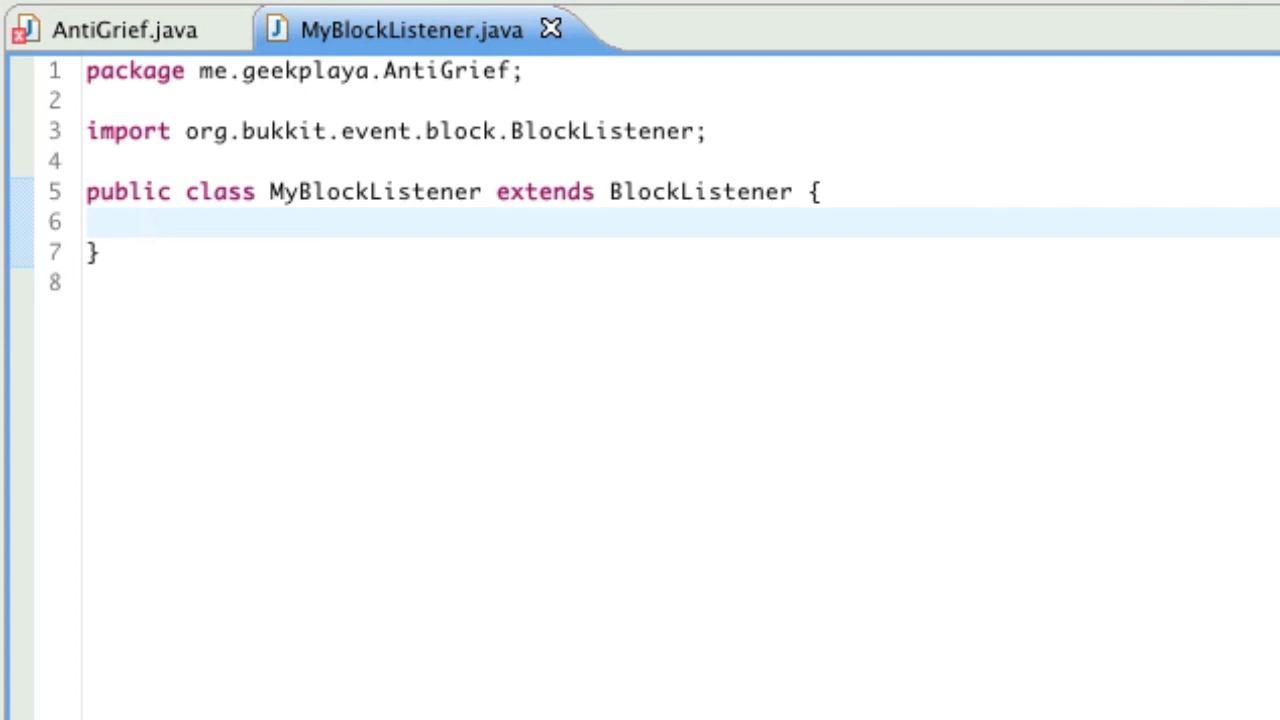 AntiGrief.java MyBlockListener.java
1 package me.geekplaya.AntiGrief;
2
3 import org.bukkit.event.block.BlockListener;
4
5 public class MyBlockListener extends BlockListener {
6
7 }
8